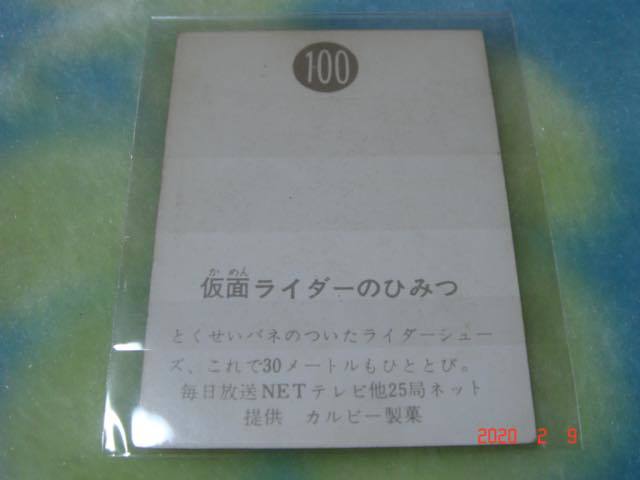 100
か めん
仮面ライダーのひみつ
とくせいバネのついたライダーシュー
ズ、これで30メートルもひととび。
毎日放送NETテレビ他25局ネット
提供　カルビー製菓
2020 2 9